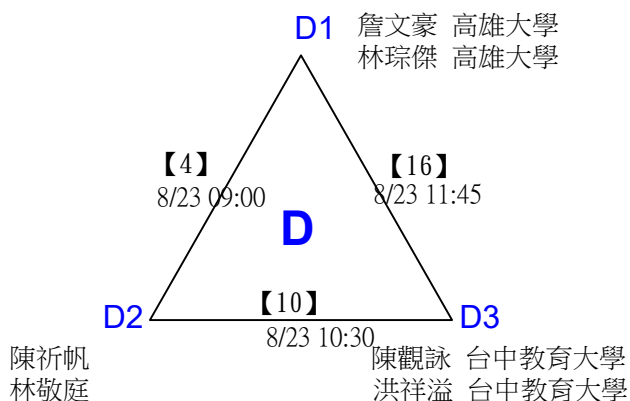 D1 詹文豪 高雄大學
林琮傑 高雄大學
【4】
8/23 09:00
【16】
8/23 11:45
D
【10】
8/23 10:30
D2
D3
陳祈帆
林敬庭
陳觀詠 台中教育大學
洪祥溢 台中教育大學